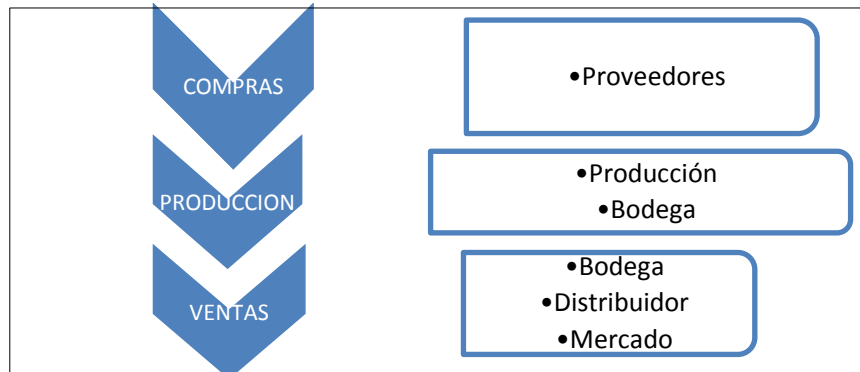 COMPRAS
•Proveedores
PRODUCCION
•Producción
•Bodega
VENTAS
•Bodega
•Distribuidor
•Mercado